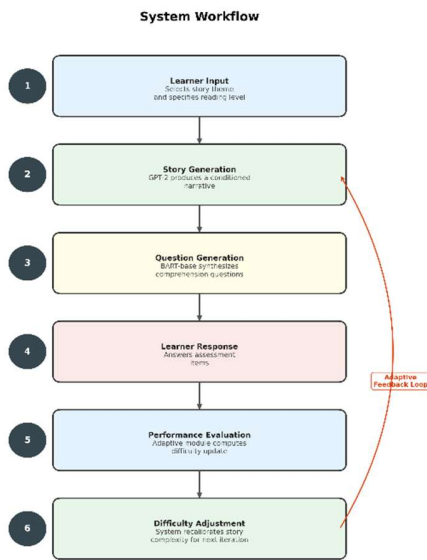 System Workflow
1
Learner Input
Selects story theme
and specifies reading level
2
Story Generation
GPT-2 produces a conditioned
narrative
3
Question Generation
BART-base synthesizes
comprehension questions
4
Learner Response
Answers assessment
items
Adaptive
Feedback Loop
5
Performance Evaluation
Adaptive module computes
difficulty update
6
Difficulty Adjustment
System recalibrates story
complexity for next iteration